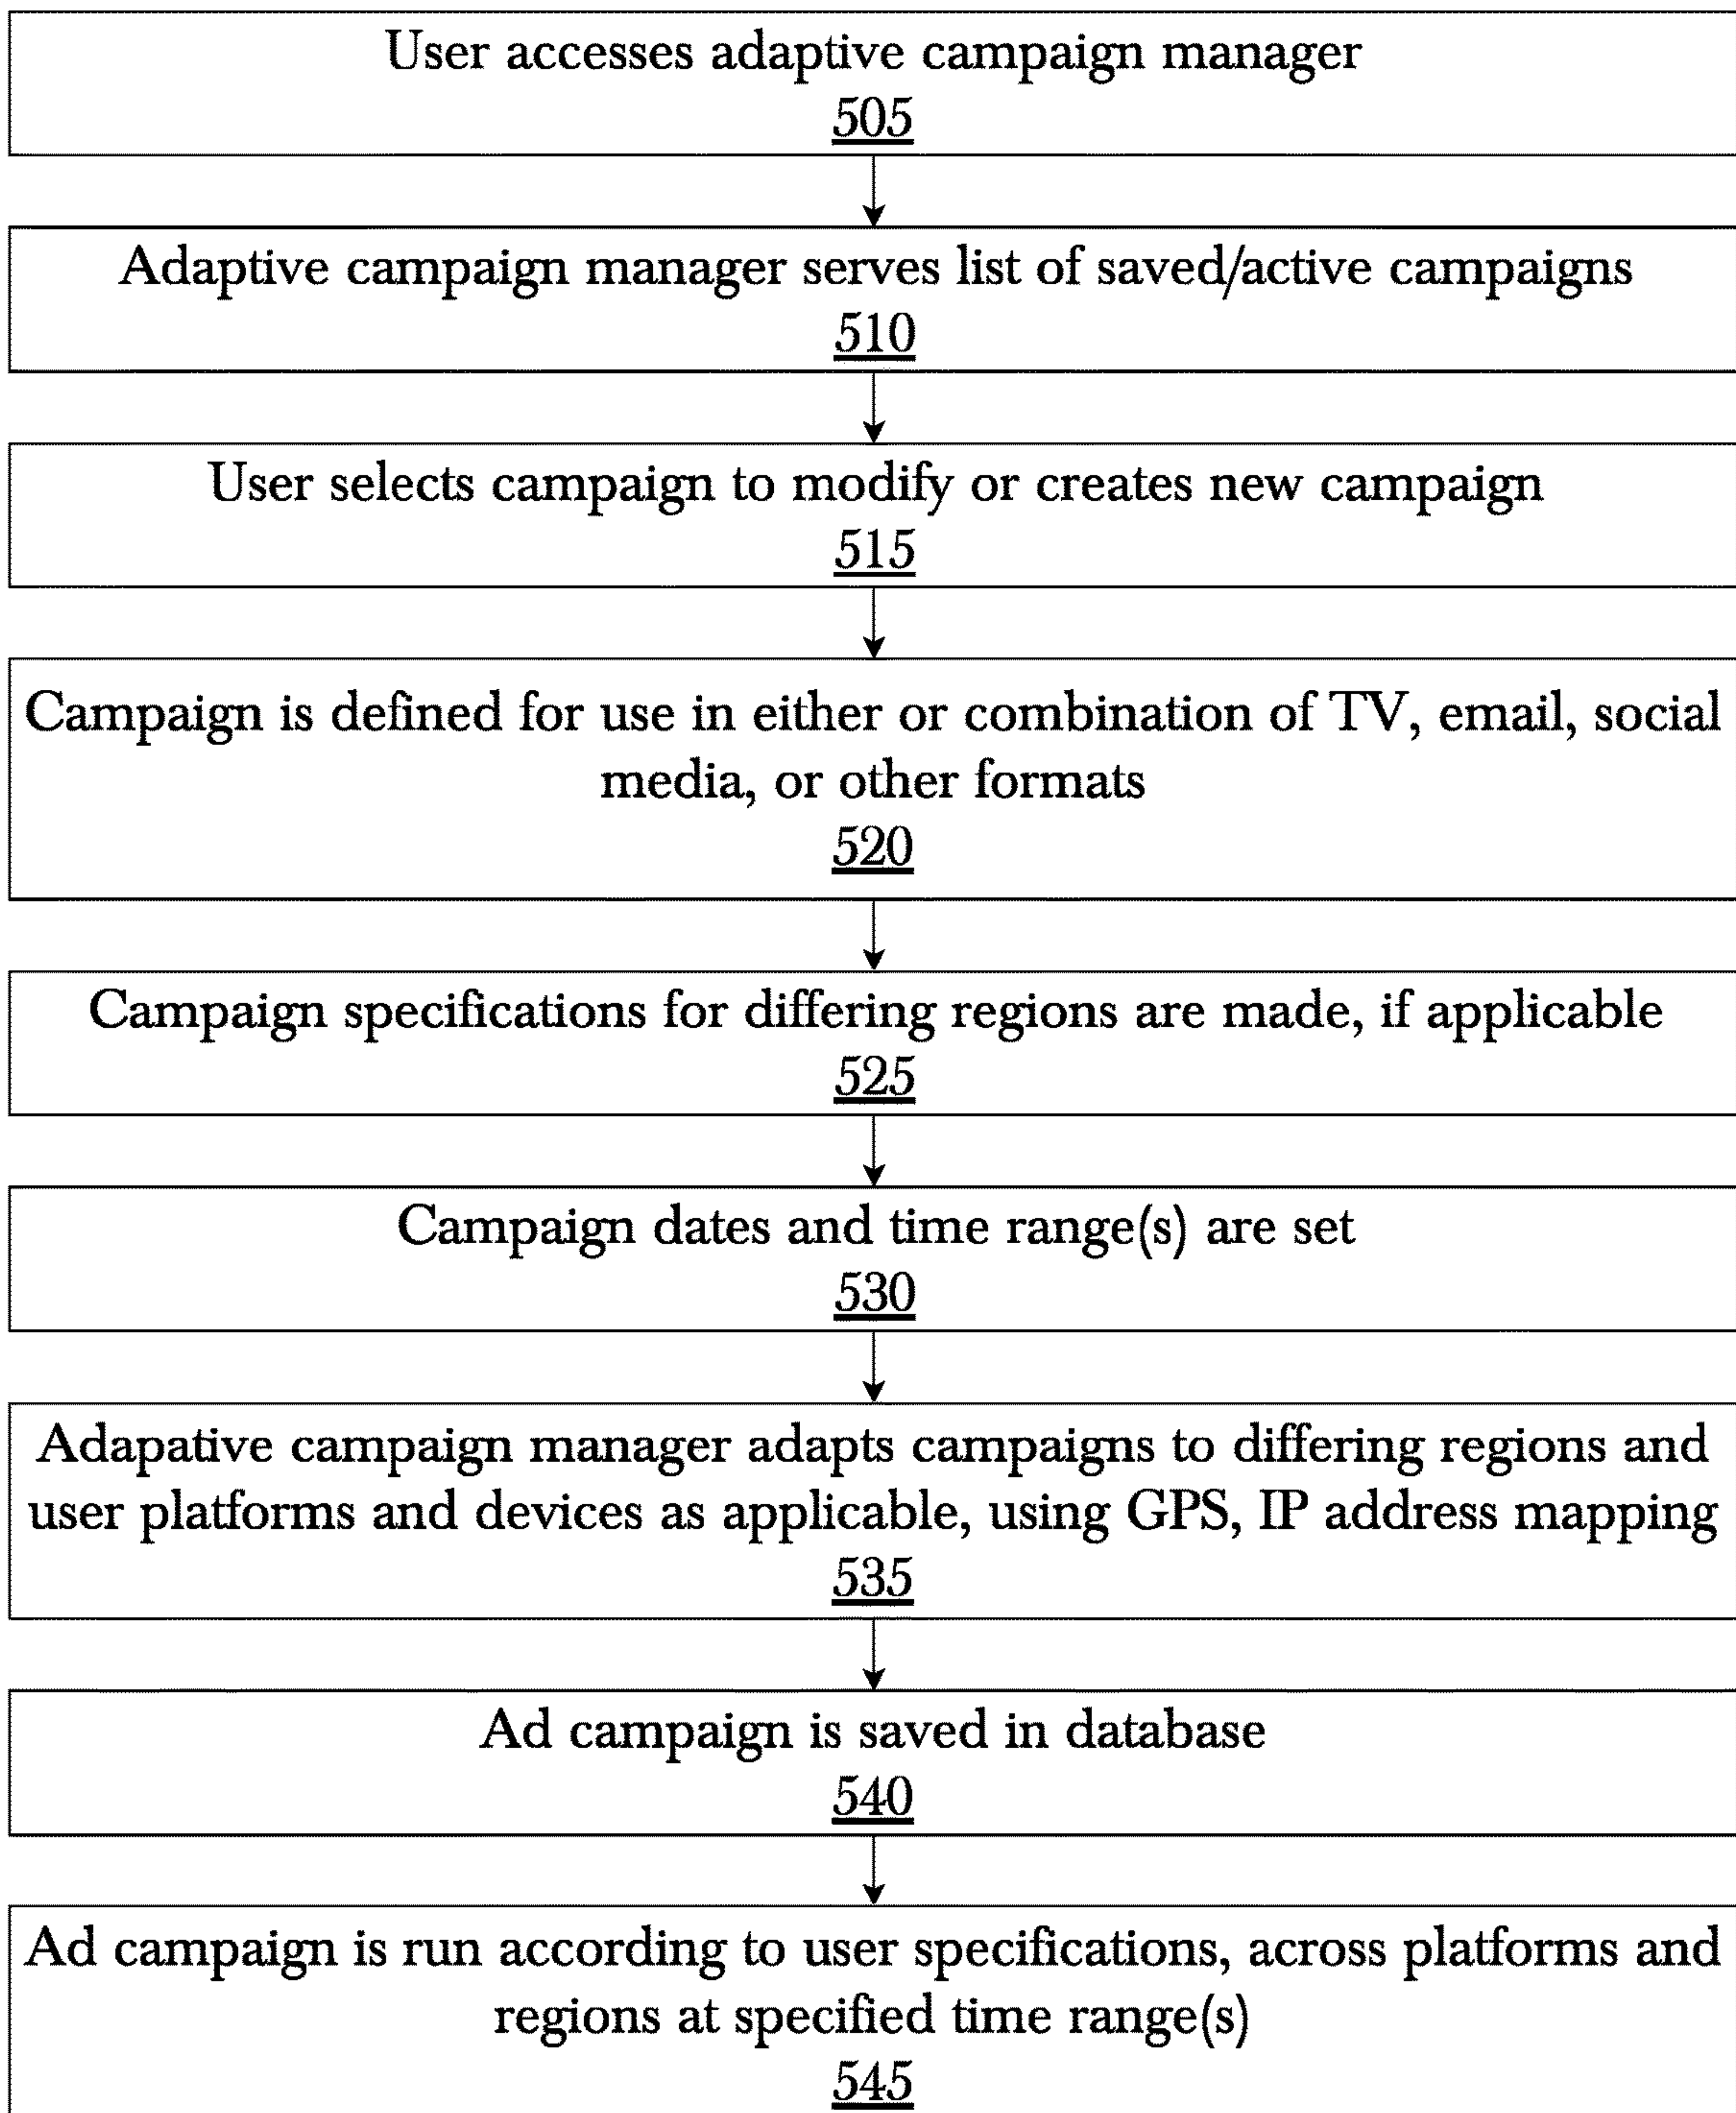 User accesses adaptive campaign manager
505
Adaptive campaign manager serves list of saved/active campaigns
510
User selects campaign to modify or creates new campaign
515
Campaign is defined for use in either or combination of TV, email, social
media, or other formats
520
Campaign specifications for differing regions are made, if applicable
525
Campaign dates and time range(s) are set
530
Adapative campaign manager adapts campaigns to differing regions and
user platforms and devices as applicable, using GPS, IP address mapping
535
Ad campaign is saved in database
540
Ad campaign is run according to user specifications, across platforms and
regions at specified time range(s)
545